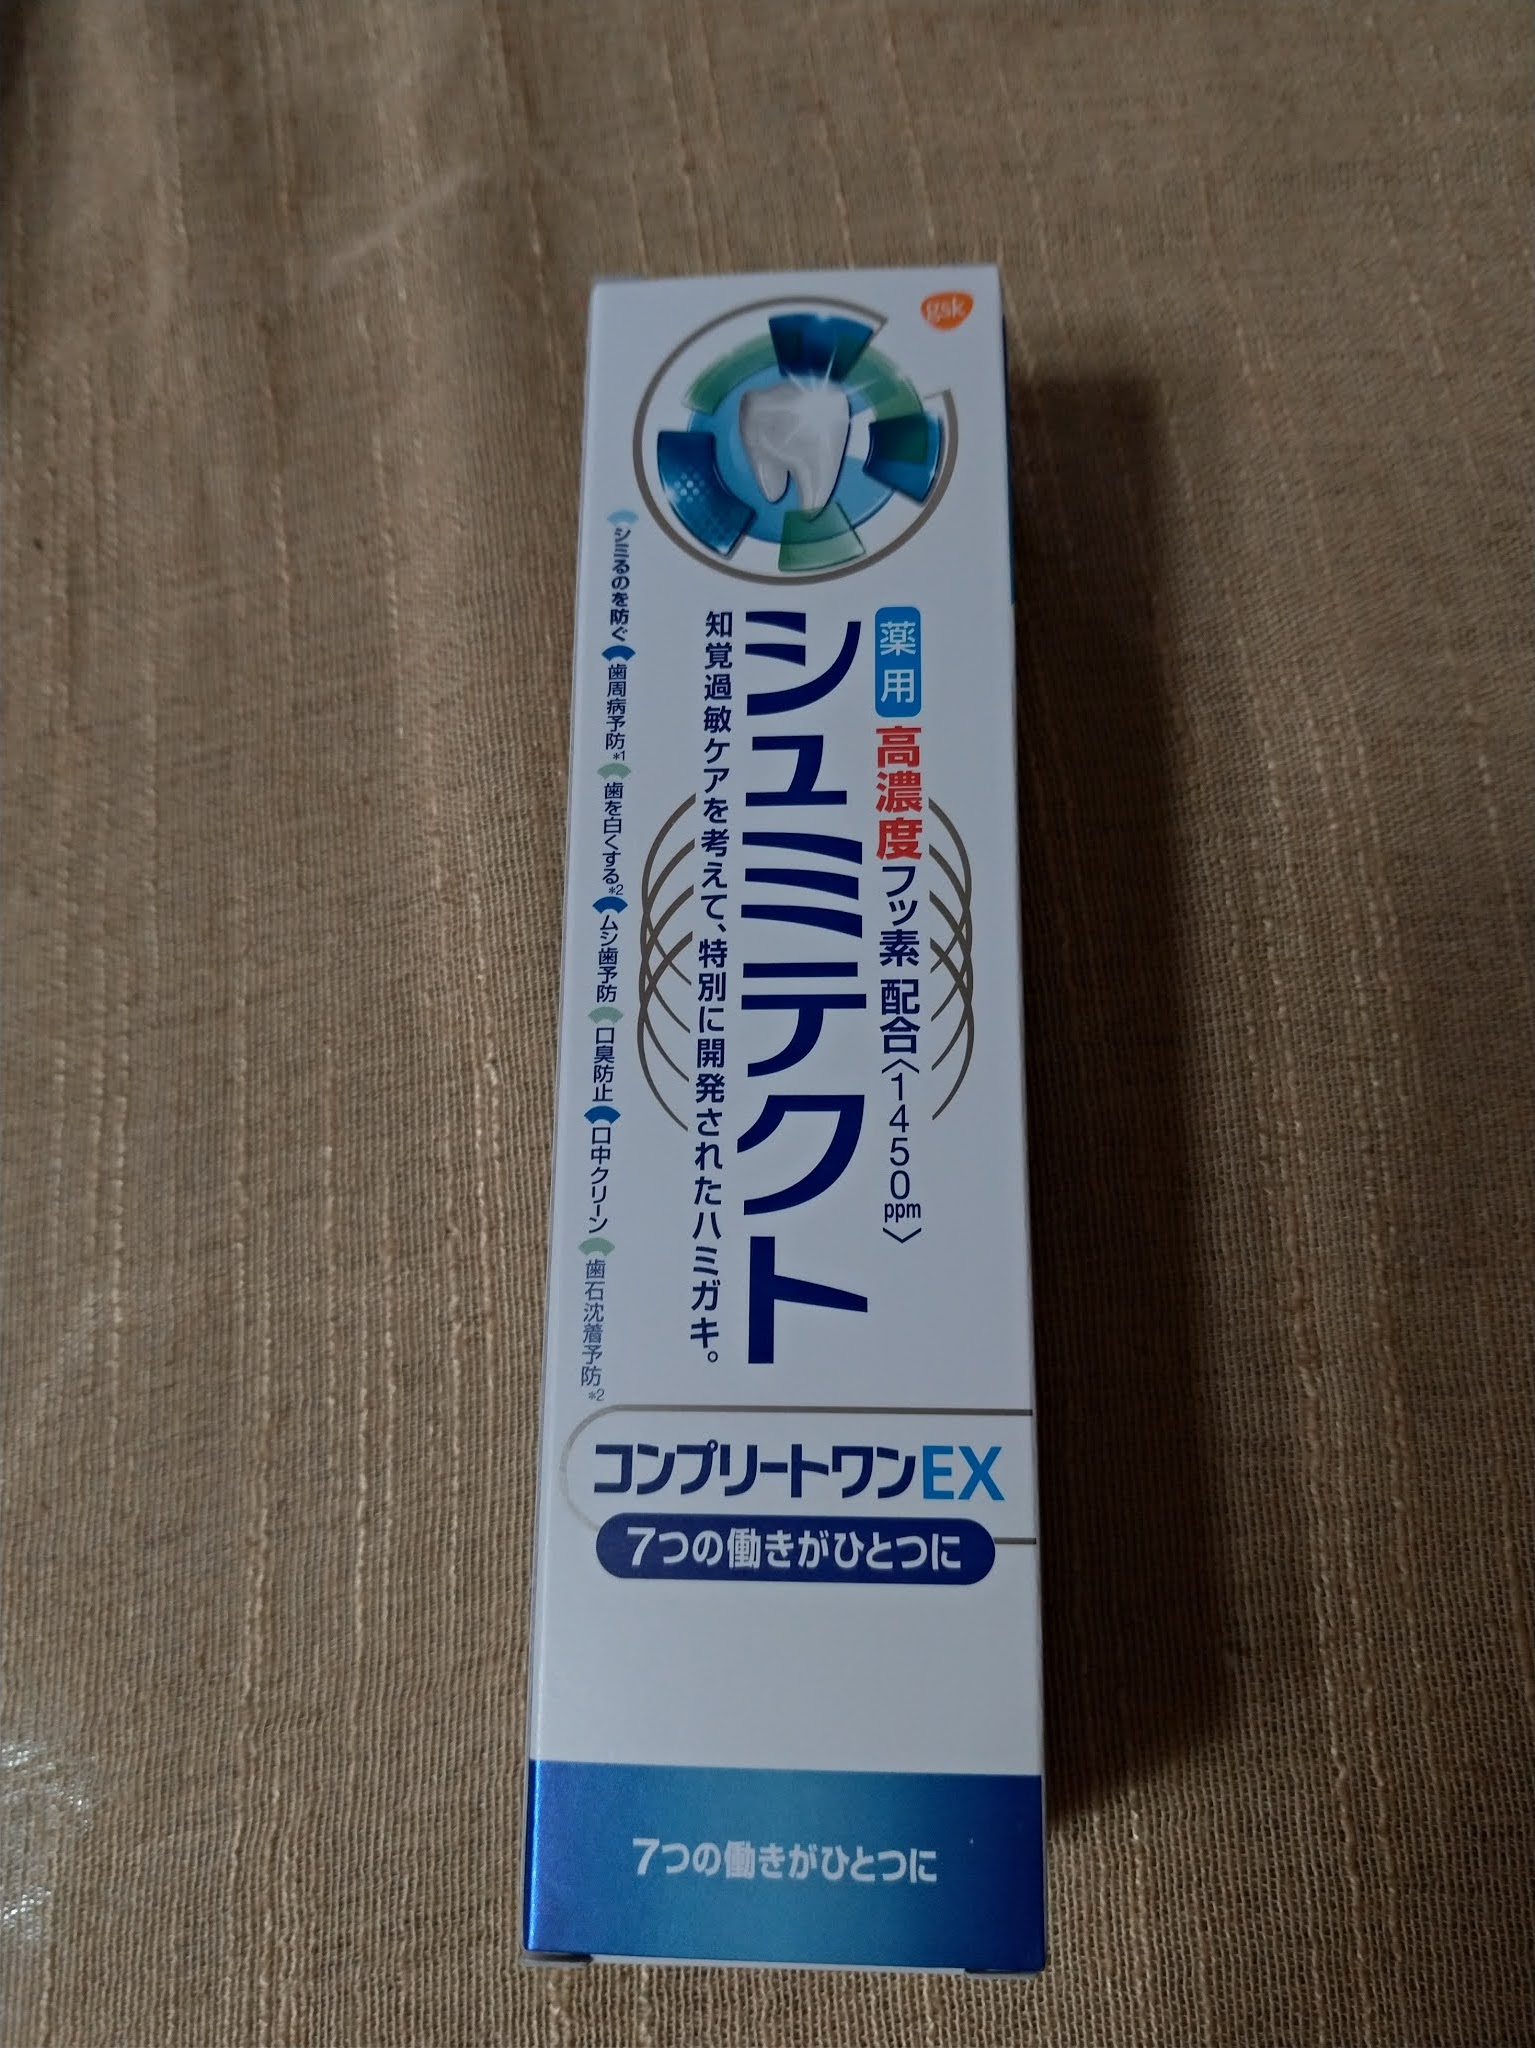 gsk
薬用 高濃度フッ素 配合〈1450ppm〉
シュミテクト
知覚過敏ケアを考えて、特別に開発されたハミガキ。
シミるのを防ぐ 歯周病予防*1 歯を白くする*2 ムシ歯予防 口臭防止 口中クリーン 歯石沈着予防*2
コンプリートワンEX
7つの働きがひとつに
7つの働きがひとつに